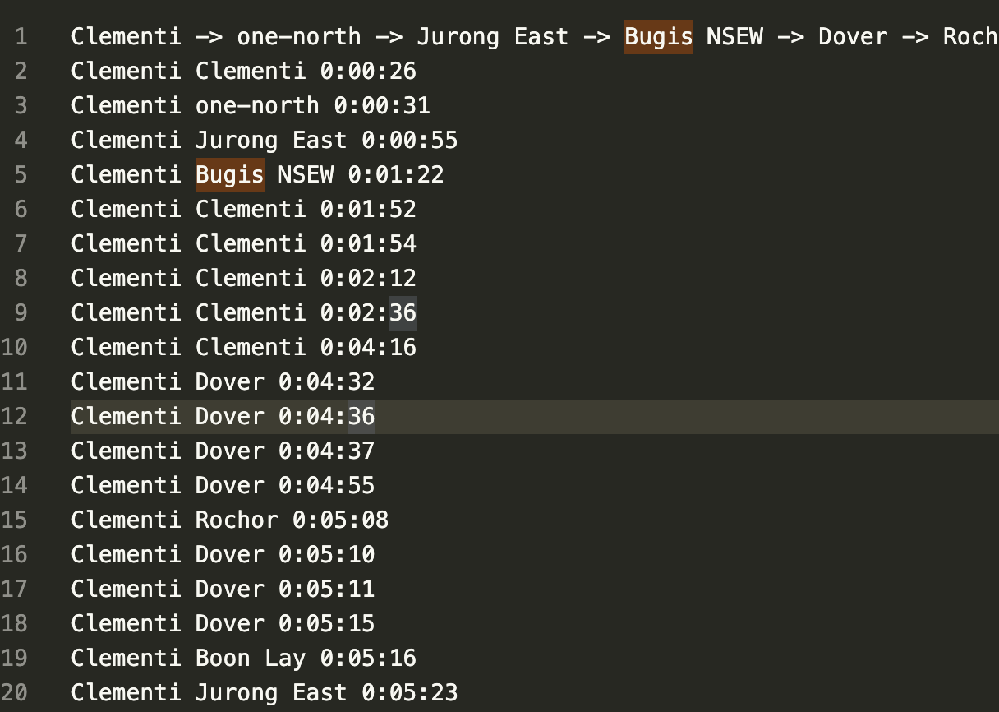 1 Clementi -> one-north -> Jurong East -> Bugis NSEW -> Dover -> Roch
2 Clementi Clementi 0:00:26
3 Clementi one-north 0:00:31
4 Clementi Jurong East 0:00:55
5 Clementi Bugis NSEW 0:01:22
6 Clementi Clementi 0:01:52
7 Clementi Clementi 0:01:54
8 Clementi Clementi 0:02:12
9 Clementi Clementi 0:02:36
10 Clementi Clementi 0:04:16
11 Clementi Dover 0:04:32
12 Clementi Dover 0:04:36
13 Clementi Dover 0:04:37
14 Clementi Dover 0:04:55
15 Clementi Rochor 0:05:08
16 Clementi Dover 0:05:10
17 Clementi Dover 0:05:11
18 Clementi Dover 0:05:15
19 Clementi Boon Lay 0:05:16
20 Clementi Jurong East 0:05:23